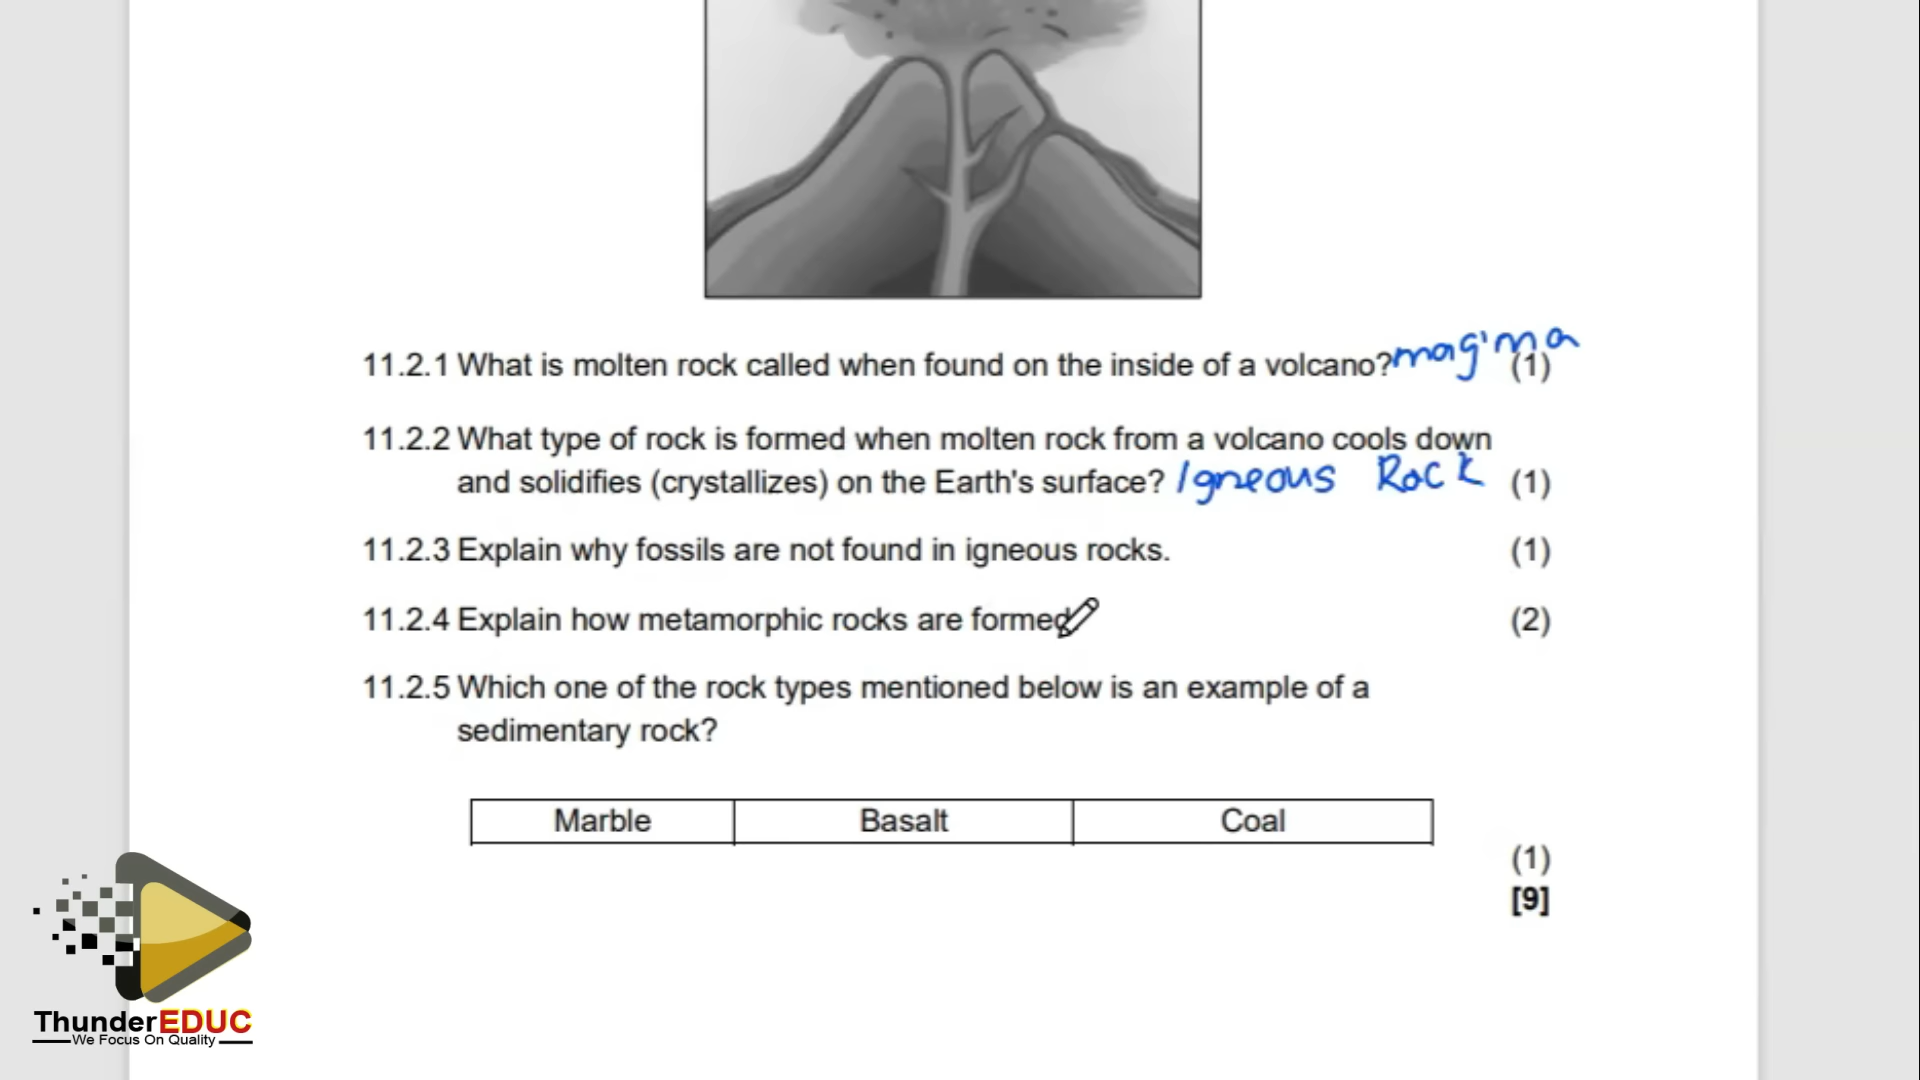 11.2.1 What is molten rock called when found on the inside of a volcano? magma (1)
11.2.2 What type of rock is formed when molten rock from a volcano cools down
and solidifies (crystallizes) on the Earth's surface? Igneous Rock (1)
11.2.3 Explain why fossils are not found in igneous rocks. (1)
11.2.4 Explain how metamorphic rocks are formed (2)
11.2.5 Which one of the rock types mentioned below is an example of a
sedimentary rock?
Marble Basalt Coal
(1)
[9]
ThunderEDUC
We Focus On Quality